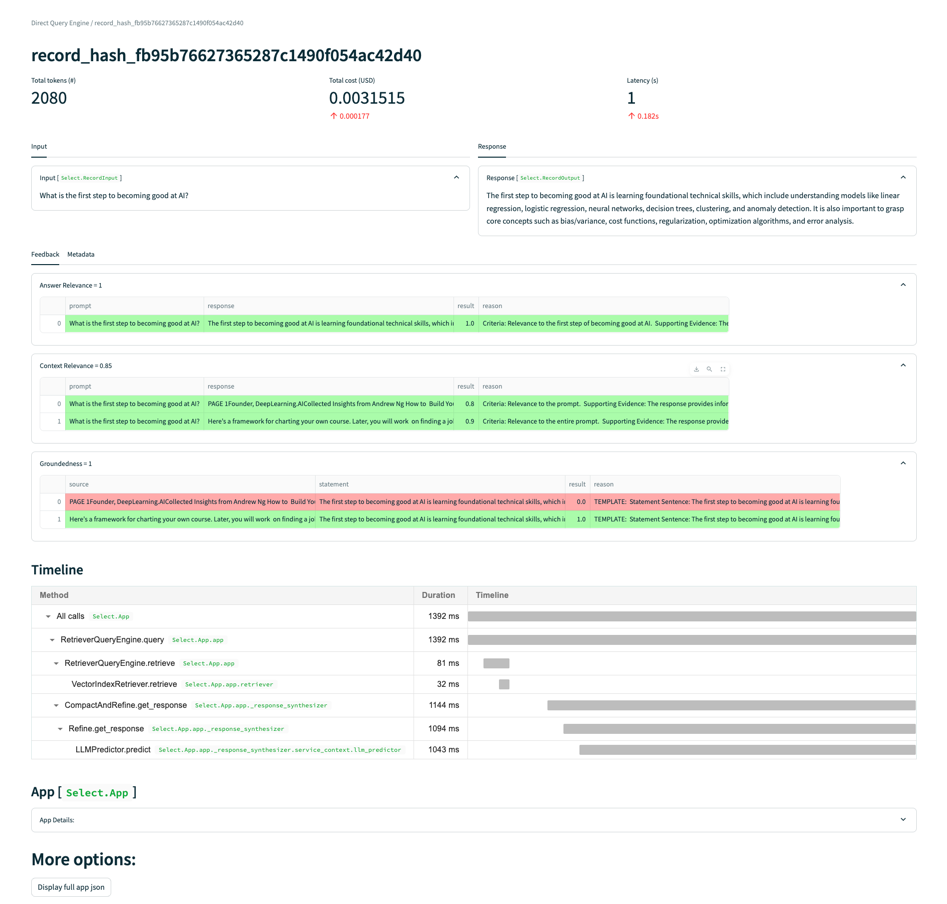 Direct Query Engine / record_hash_fb95b76627365287c1490f054ac42d40
record_hash_fb95b76627365287c1490f054ac42d40
Total tokens (#)
2080
Total cost (USD)
0.0031515
↑ 0.000177
Latency (s)
1
↑ 0.182s
Input
Input [ Select.RecordInput ]
What is the first step to becoming good at AI?
Response
Response [ Select.RecordOutput ]
The first step to becoming good at AI is learning foundational technical skills, which include understanding models like linear
regression, logistic regression, neural networks, decision trees, clustering, and anomaly detection. It is also important to grasp
core concepts such as bias/variance, cost functions, regularization, optimization algorithms, and error analysis.
Feedback Metadata
Answer Relevance = 1
prompt response result reason
0 What is the first step to becoming good at AI? The first step to becoming good at AI is learning foundational technical skills, which i 1.0 Criteria: Relevance to the first step of becoming good at AI. Supporting Evidence: The
Context Relevance = 0.85
prompt response result reason
0 What is the first step to becoming good at AI? PAGE 1Founder, DeepLearning.AICollected Insights from Andrew Ng How to Build Yo 0.8 Criteria: Relevance to the prompt. Supporting Evidence: The response provides infor
1 What is the first step to becoming good at AI? Here's a framework for charting your own course. Later, you will work on finding a jo 0.9 Criteria: Relevance to the entire prompt. Supporting Evidence: The response provide
Groundedness = 1
source statement result reason
0 PAGE 1Founder, DeepLearning.AICollected Insights from Andrew Ng How to Build Yo The first step to becoming good at AI is learning foundational technical skills, which i 0.0 TEMPLATE: Statement Sentence: The first step to becoming good at AI is learning fou
1 Here's a framework for charting your own course. Later, you will work on finding a jo The first step to becoming good at AI is learning foundational technical skills, which i 1.0 TEMPLATE: Statement Sentence: The first step to becoming good at AI is learning fou
Timeline
Method Duration Timeline
All calls Select.App 1392 ms
RetrieverQueryEngine.query Select.App.app 1392 ms
RetrieverQueryEngine.retrieve Select.App.app 81 ms
VectorIndexRetriever.retrieve Select.App.app.retriever 32 ms
CompactAndRefine.get_response Select.App.app._response_synthesizer 1144 ms
Refine.get_response Select.App.app._response_synthesizer 1094 ms
LLMPredictor.predict Select.App.app._response_synthesizer.service_context.llm_predictor 1043 ms
App [ Select.App ]
App Details:
More options:
Display full app json